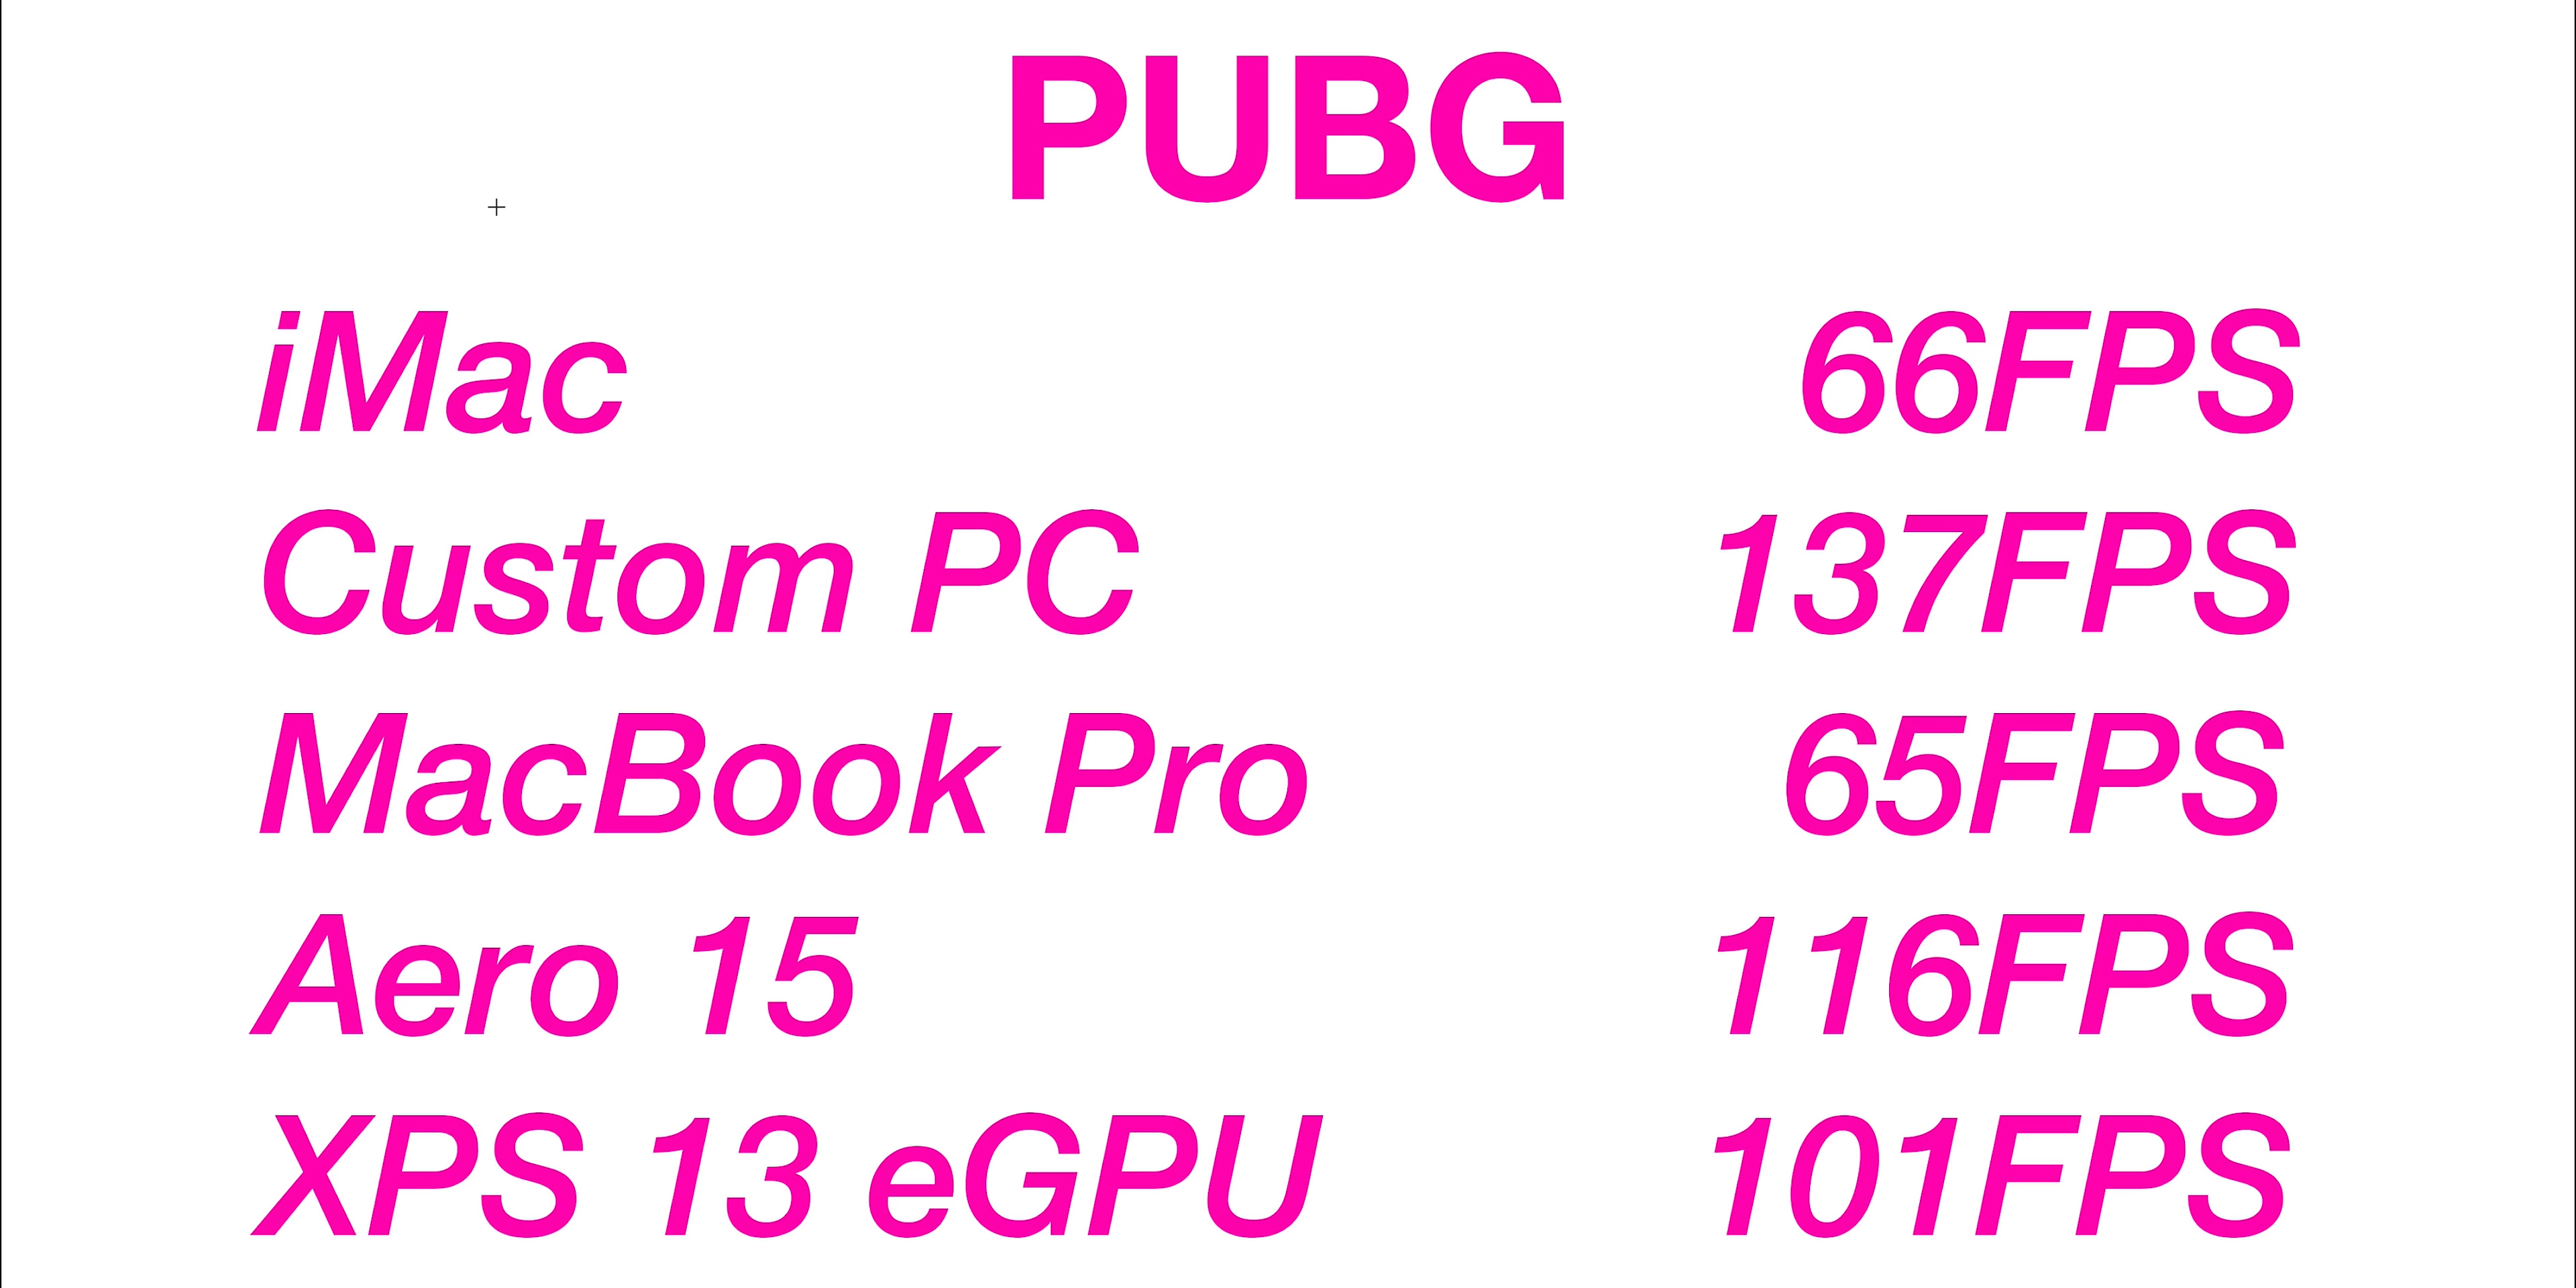 PUBG
iMac 66FPS
Custom PC 137FPS
MacBook Pro 65FPS
Aero 15 116FPS
XPS 13 eGPU 101FPS